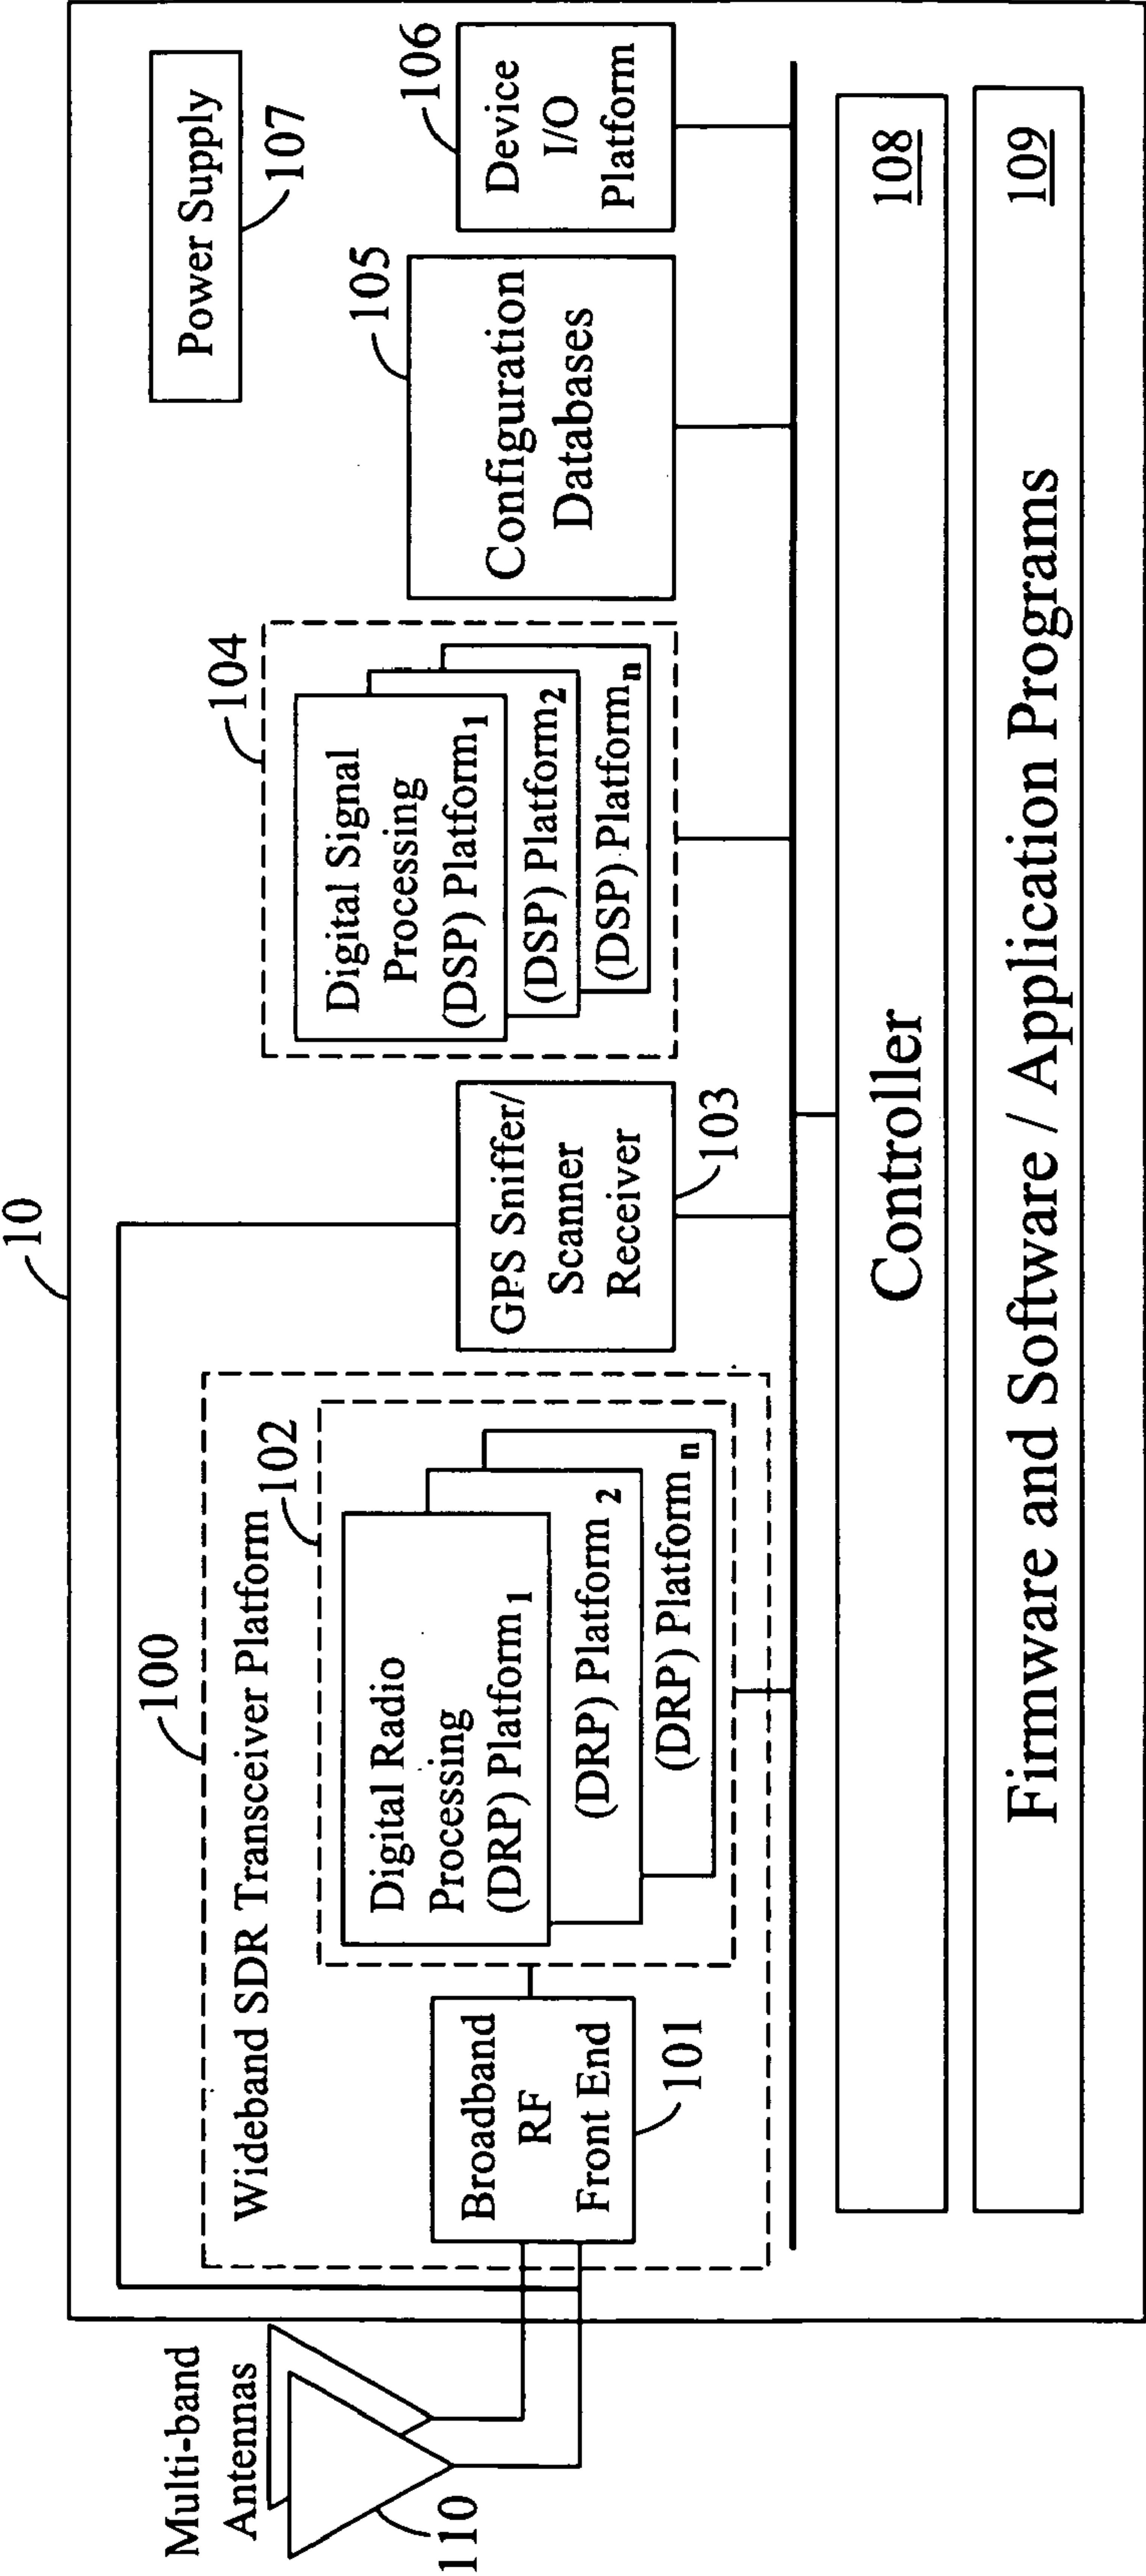 10
Multi-band
Antennas
110
100
Wideband SDR Transceiver Platform
Broadband
RF
Front End
101
102
Digital Radio
Processing
(DRP) Platform1
(DRP) Platform 2
(DRP) Platform n
GPS Sniffer/
Scanner
Receiver
103
104
Digital Signal
Processing
(DSP) Platform1
(DSP) Platform2
(DSP) Platformn
105
Configuration
Databases
Power Supply
107
106
Device
I/O
Platform
Controller
108
Firmware and Software / Application Programs
109